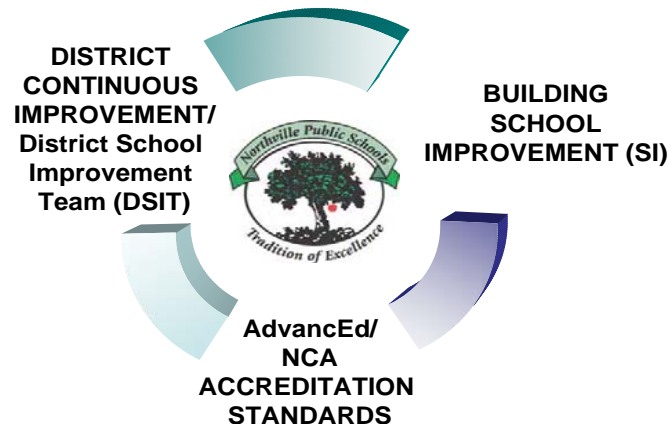 DISTRICT
CONTINUOUS
IMPROVEMENT/
District School
Improvement
Team (DSIT)
Northville Public Schools
Tradition of Excellence
BUILDING
SCHOOL
IMPROVEMENT (SI)
AdvancEd/
NCA
ACCREDITATION
STANDARDS